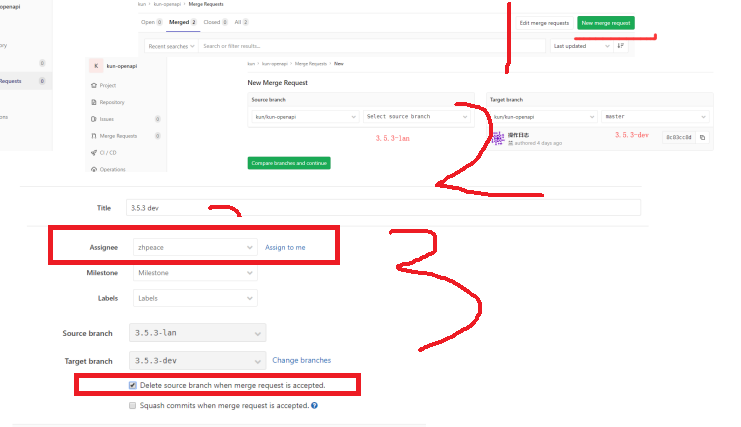 openapi
kun › kun-openapi › Merge Requests
Open 0 Merged 2 Closed 0 All 2
Edit merge requests New merge request
Recent searches Search or filter results... Last updated
ory
0
Requests 0
ons
K kun-openapi
kun › kun-openapi › Merge Requests › New
Project
Repository
Issues 0
Merge Requests 0
CI / CD
Operations
New Merge Request
Source branch Target branch
kun/kun-openapi Select source branch kun/kun-openapi master
3.5.3-lan 操作日志 3.5.3-dev 8c03cc8d
authored 4 days ago
Compare branches and continue
1
2
3
Title 3.5.3 dev
Assignee zhpeace Assign to me
Milestone Milestone
Labels Labels
Source branch 3.5.3-lan
Target branch 3.5.3-dev Change branches
Delete source branch when merge request is accepted.
Squash commits when merge request is accepted.